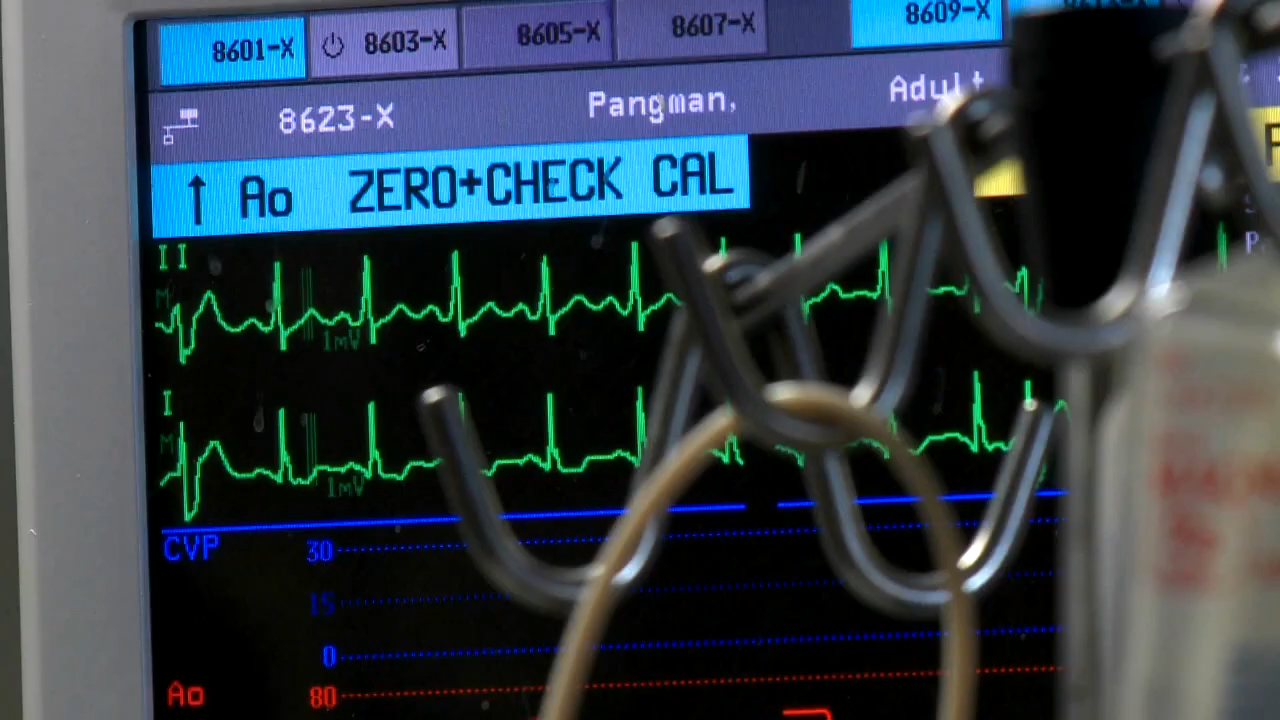 8601-X 8603-X 8605-X 8607-X 8609-X
8623-X Pangman, Adult
↑ Ao ZERO+CHECK CAL
II
M
1mV
I
M
1mV
CVP 30
15
0
Ao 80